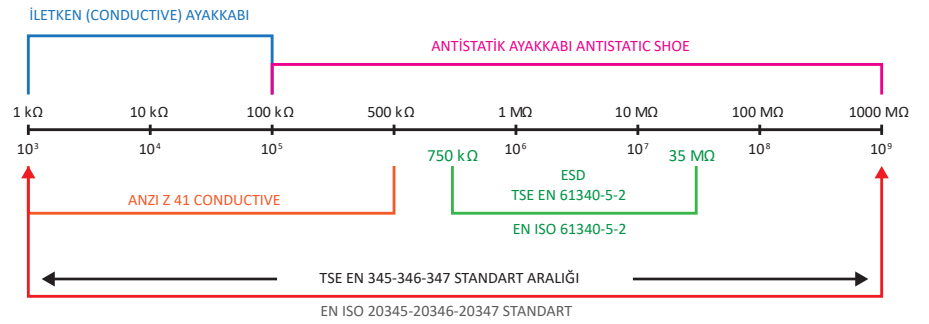 İLETKEN (CONDUCTIVE) AYAKKABI
ANTİSTATİK AYAKKABI ANTISTATIC SHOE
1 kΩ 10 kΩ 100 kΩ 500 kΩ 1 MΩ 10 MΩ 100 MΩ 1000 MΩ
10³ 10⁴ 10⁵ 10⁶ 10⁷ 10⁸ 10⁹
750 k Ω 35 MΩ
ESD
TSE EN 61340-5-2
ANZI Z 41 CONDUCTIVE
EN ISO 61340-5-2
TSE EN 345-346-347 STANDART ARALIĞI
EN ISO 20345-20346-20347 STANDART